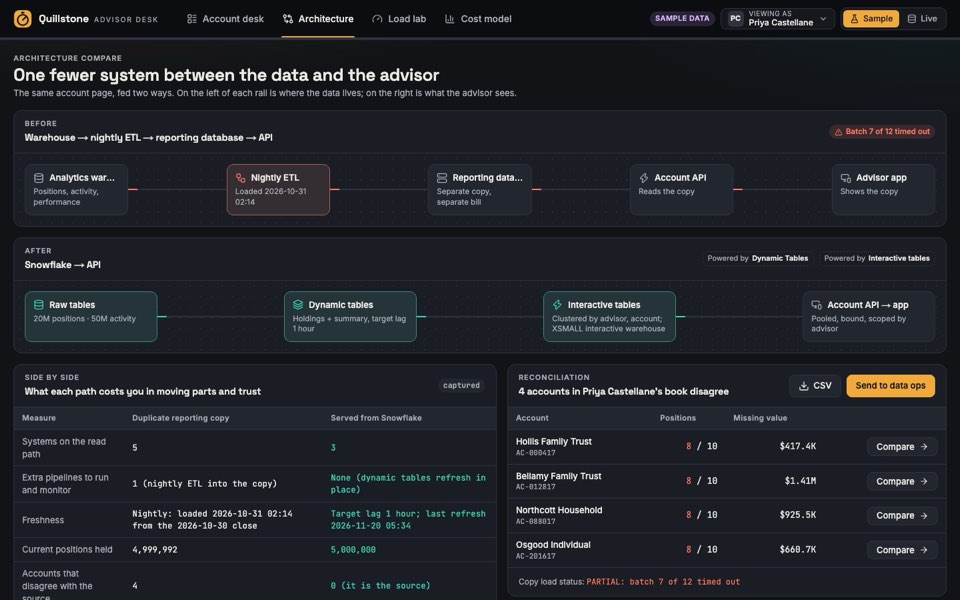 Quillstone ADVISOR DESK
Account desk
Architecture
Load lab
Cost model
SAMPLE DATA
PC
VIEWING AS
Priya Castellane
Sample
Live
ARCHITECTURE COMPARE
One fewer system between the data and the advisor
The same account page, fed two ways. On the left of each rail is where the data lives; on the right is what the advisor sees.
BEFORE
Warehouse → nightly ETL → reporting database → API
Batch 7 of 12 timed out
Analytics war...
Positions, activity,
performance
Nightly ETL
Loaded 2026-10-31
02:14
Reporting data...
Separate copy,
separate bill
Account API
Reads the copy
Advisor app
Shows the copy
AFTER
Snowflake → API
Powered by Dynamic Tables
Powered by Interactive tables
Raw tables
20M positions · 50M activity
Dynamic tables
Holdings + summary, target lag
1 hour
Interactive tables
Clustered by advisor, account;
XSMALL interactive warehouse
Account API → app
Pooled, bound, scoped by
advisor
SIDE BY SIDE
What each path costs you in moving parts and trust
captured
Measure
Duplicate reporting copy
Served from Snowflake
Systems on the read
path
5
3
Extra pipelines to run
and monitor
1 (nightly ETL into the copy)
None (dynamic tables refresh in
place)
Freshness
Nightly: loaded 2026-10-31 02:14
from the 2026-10-30 close
Target lag 1 hour; last refresh
2026-11-20 05:34
Current positions held
4,999,992
5,000,000
Accounts that
disagree with the
source
4
0 (it is the source)
RECONCILIATION
4 accounts in Priya Castellane's book disagree
CSV
Send to data ops
Account
Positions
Missing value
Hollis Family Trust
AC-000417
8 / 10
$417.4K
Compare →
Bellamy Family Trust
AC-012817
8 / 10
$1.41M
Compare →
Northcott Household
AC-088017
8 / 10
$925.5K
Compare →
Osgood Individual
AC-201617
8 / 10
$660.7K
Compare →
Copy load status: PARTIAL: batch 7 of 12 timed out